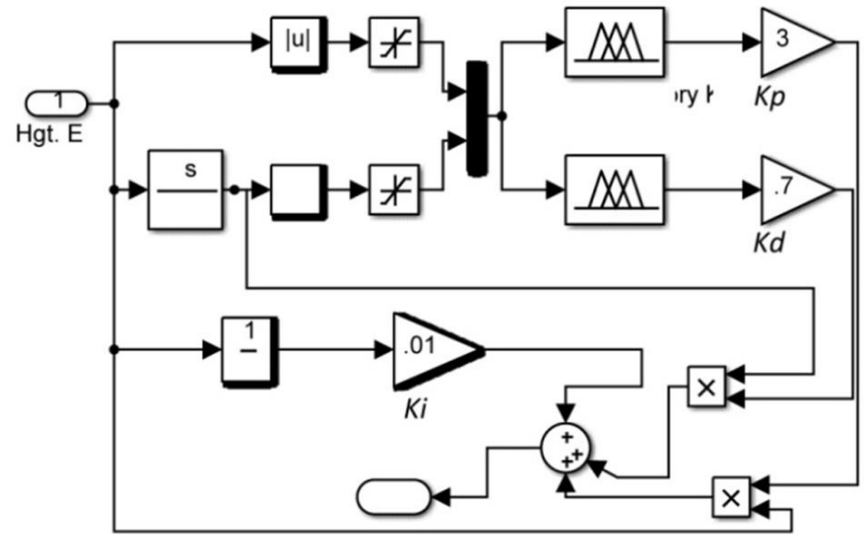 |u|
3
1
Hgt. E
Kp
s
.7
Kd
1
.01
Ki
×
+
+
+
×